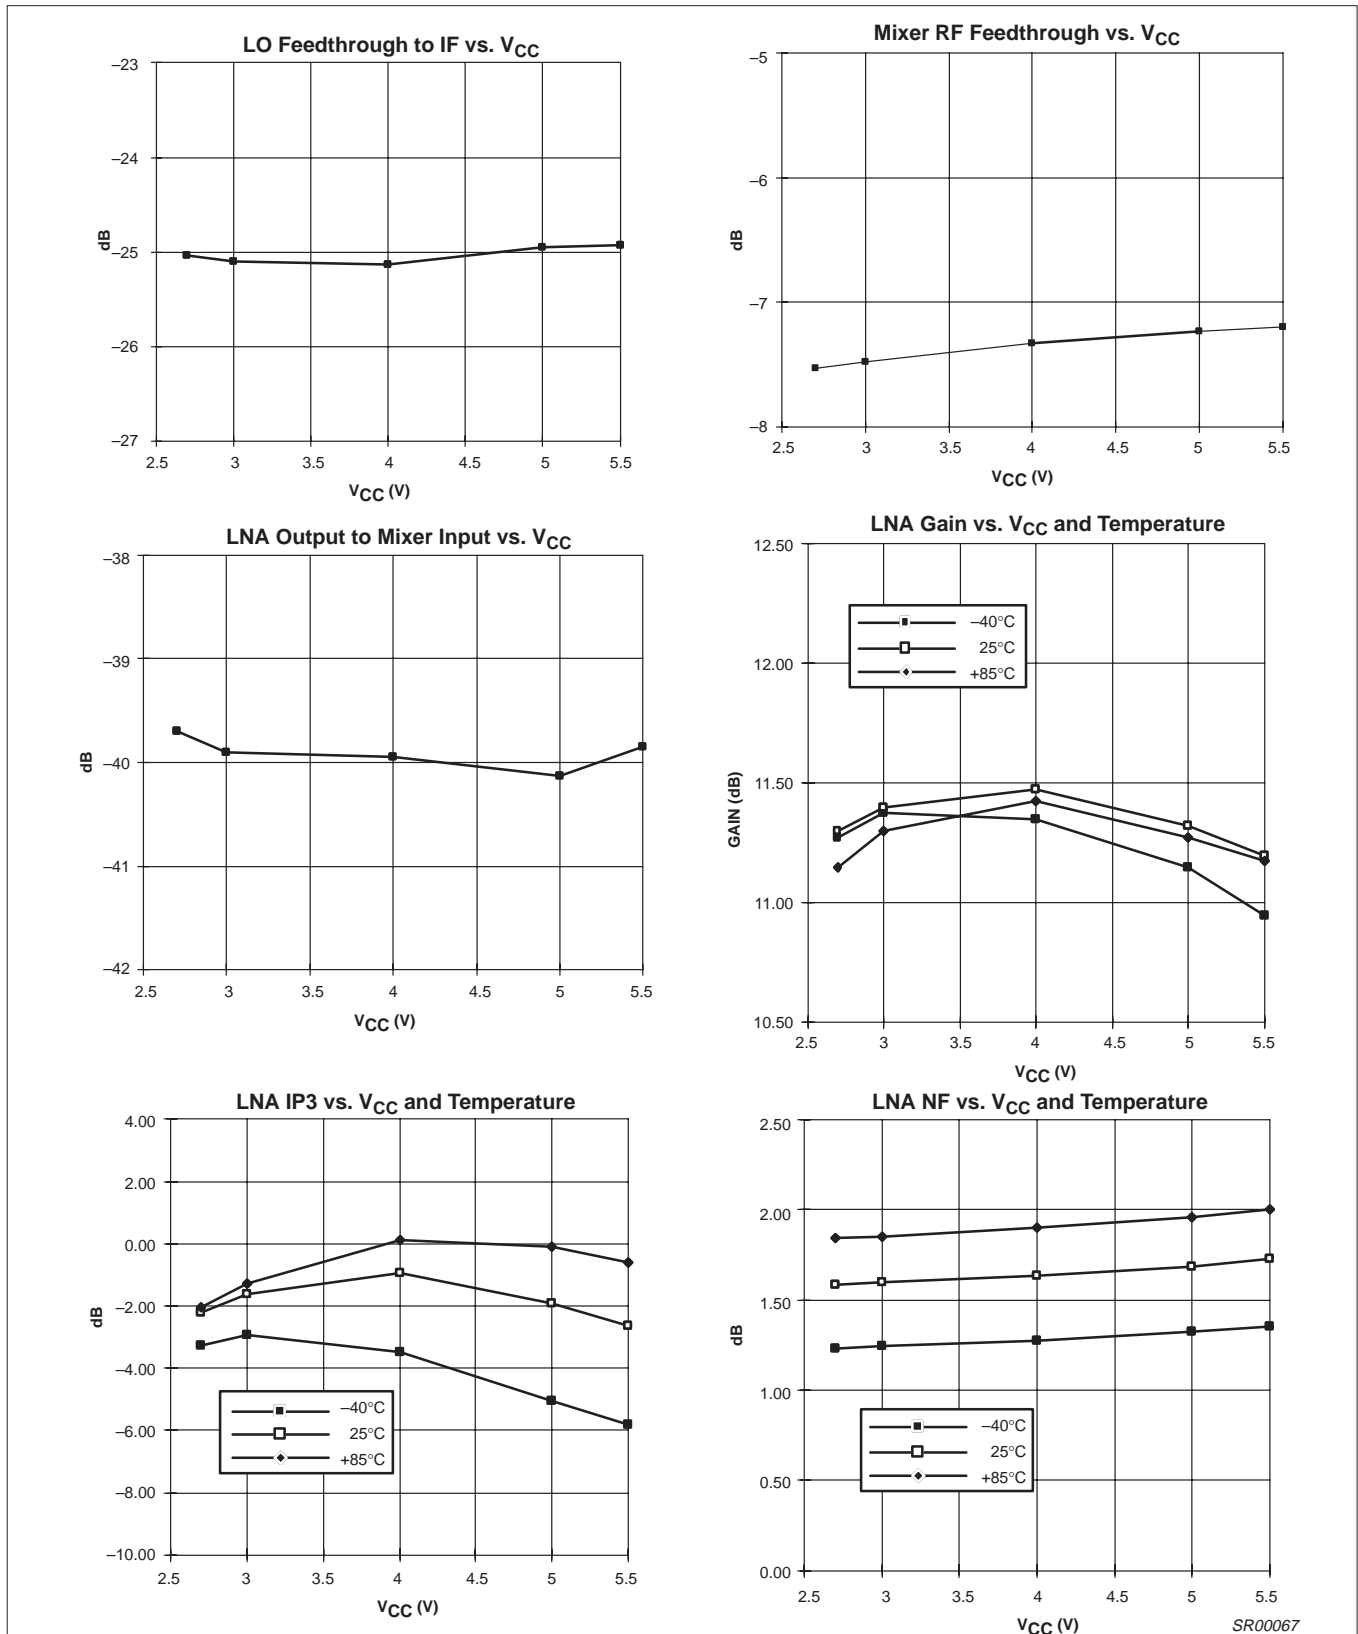 LO Feedthrough to IF vs. VCC
–23
–24
–25
–26
–27
dB
2.5 3 3.5 4 4.5 5 5.5
VCC (V)
Mixer RF Feedthrough vs. VCC
–5
–6
–7
–8
dB
2.5 3 3.5 4 4.5 5 5.5
VCC (V)
LNA Output to Mixer Input vs. VCC
–38
–39
–40
–41
–42
dB
2.5 3 3.5 4 4.5 5 5.5
VCC (V)
LNA Gain vs. VCC and Temperature
12.50
12.00
11.50
11.00
10.50
GAIN (dB)
–40°C
25°C
+85°C
2.5 3 3.5 4 4.5 5 5.5
VCC (V)
LNA IP3 vs. VCC and Temperature
4.00
2.00
0.00
–2.00
–4.00
–6.00
–8.00
–10.00
dB
–40°C
25°C
+85°C
2.5 3 3.5 4 4.5 5 5.5
VCC (V)
LNA NF vs. VCC and Temperature
2.50
2.00
1.50
1.00
0.50
0.00
dB
–40°C
25°C
+85°C
2.5 3 3.5 4 4.5 5 5.5
VCC (V)
SR00067